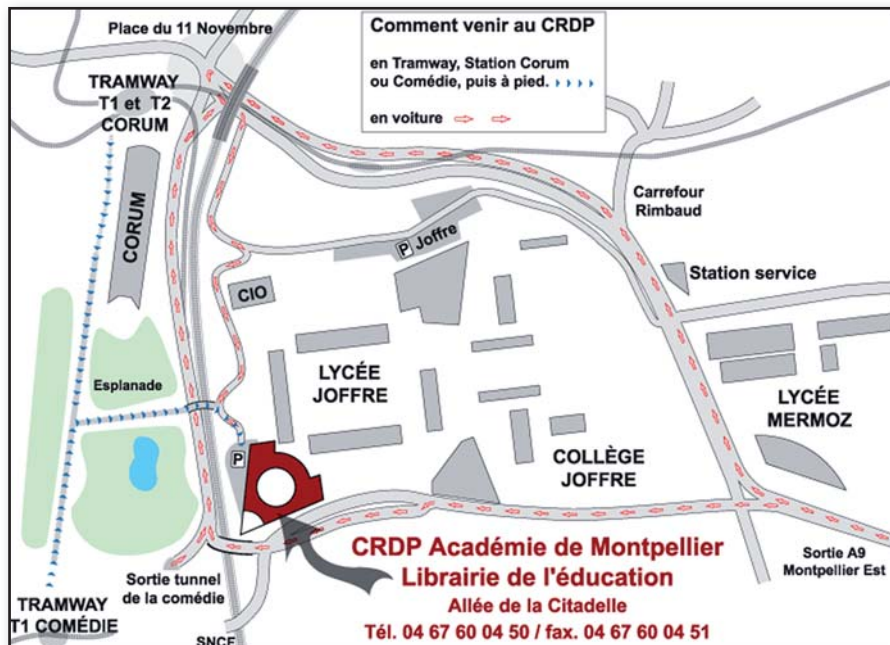 Place du 11 Novembre
Comment venir au CRDP
en Tramway, Station Corum
ou Comédie, puis à pied.
en voiture
TRAMWAY
T1 et T2
CORUM
CORUM
Carrefour
Rimbaud
P Joffre
Station service
CIO
LYCÉE
JOFFRE
Esplanade
LYCÉE
MERMOZ
COLLÈGE
JOFFRE
P
CRDP Académie de Montpellier
Librairie de l'éducation
Allée de la Citadelle
Tél. 04 67 60 04 50 / fax. 04 67 60 04 51
Sortie A9
Montpellier Est
Sortie tunnel
de la comédie
TRAMWAY
T1 COMÉDIE
SNCF